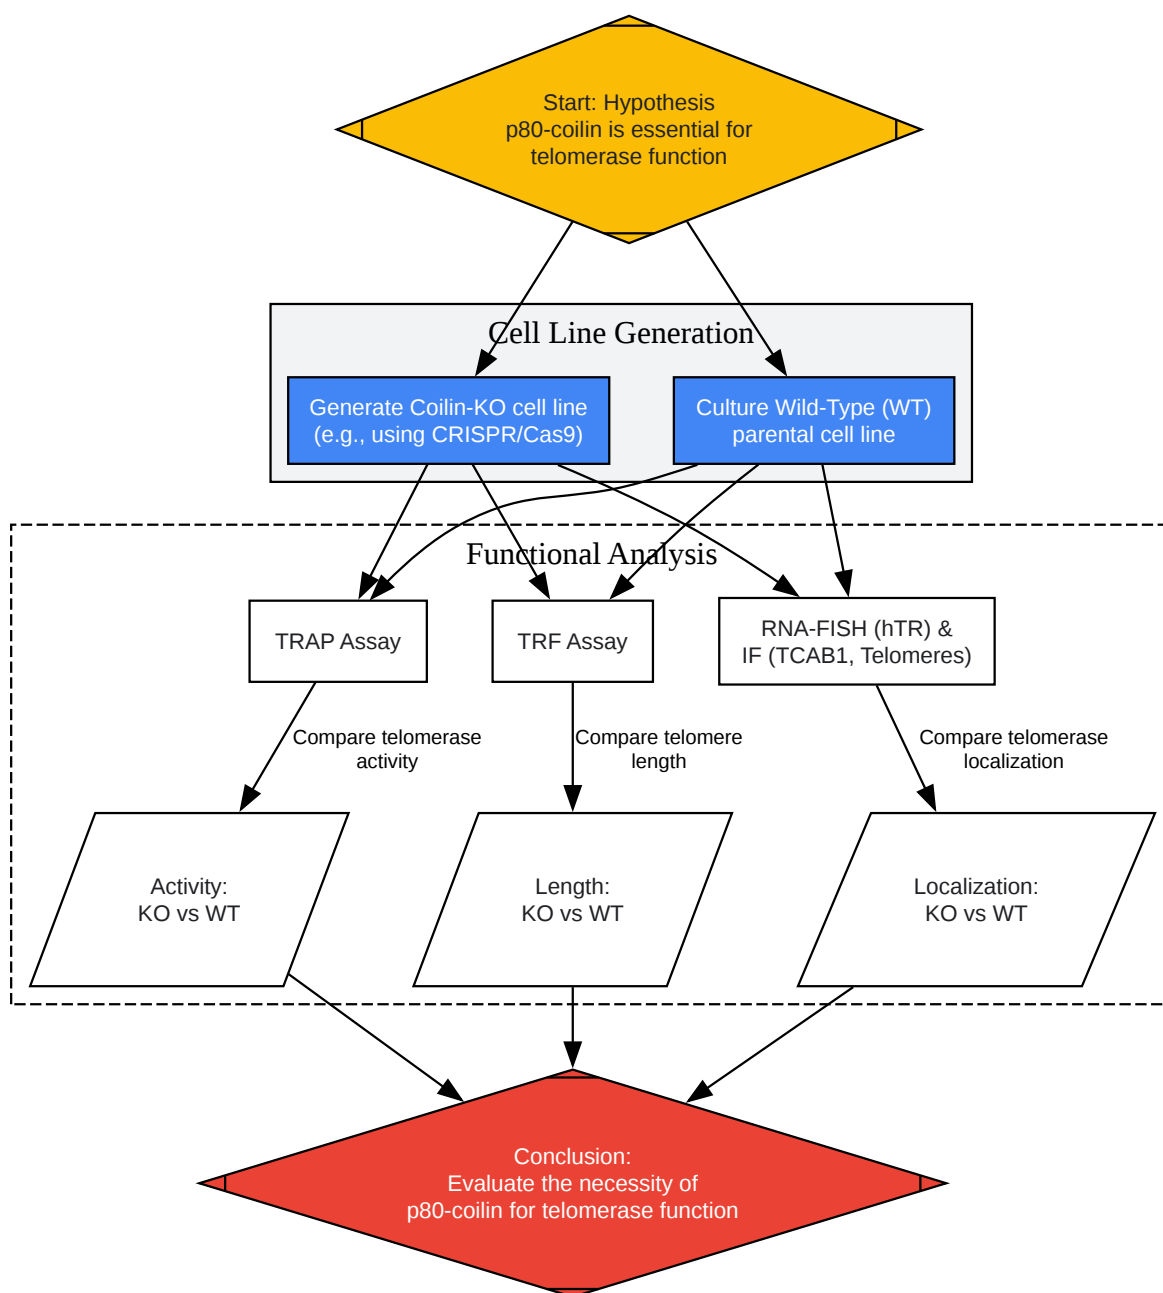 Start: Hypothesis
p80-coilin is essential for
telomerase function
Cell Line Generation
Generate Coilin-KO cell line
(e.g., using CRISPR/Cas9)
Culture Wild-Type (WT)
parental cell line
Functional Analysis
TRAP Assay
TRF Assay
RNA-FISH (hTR) &
IF (TCAB1, Telomeres)
Compare telomerase
activity
Compare telomere
length
Compare telomerase
localization
Activity:
KO vs WT
Length:
KO vs WT
Localization:
KO vs WT
Conclusion:
Evaluate the necessity of
p80-coilin for telomerase function